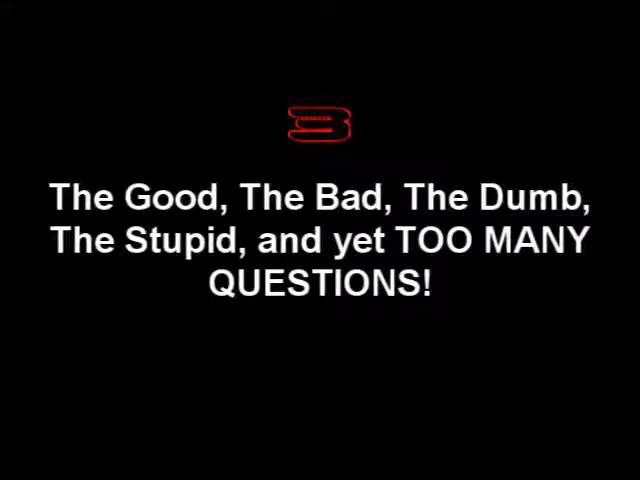 3
The Good, The Bad, The Dumb,
The Stupid, and yet TOO MANY
QUESTIONS!